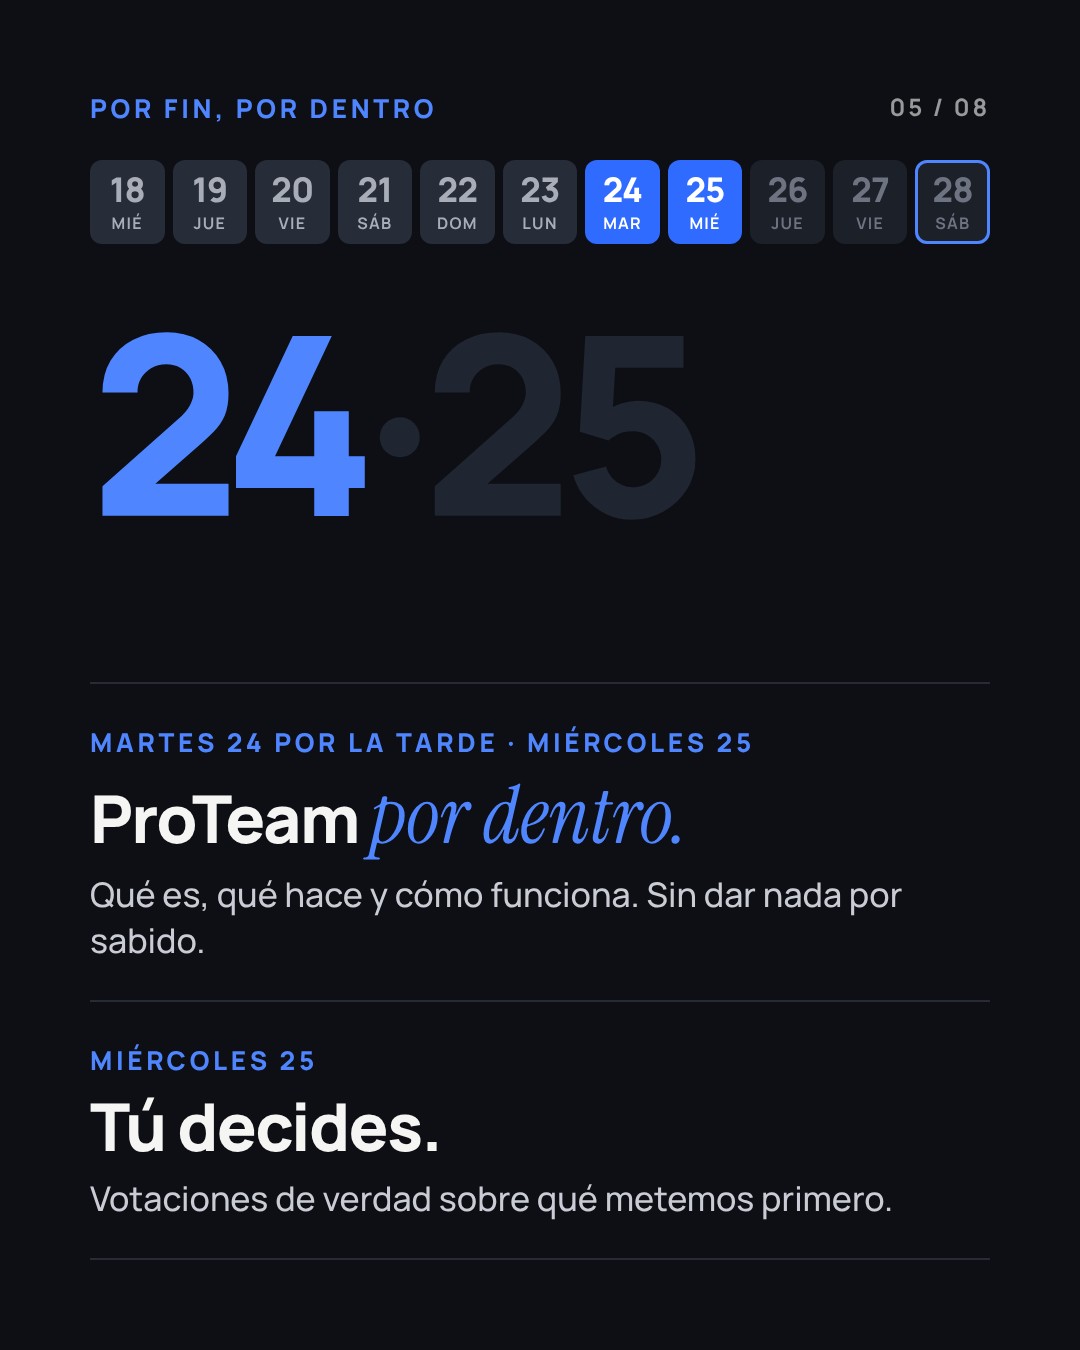 POR FIN, POR DENTRO
05 / 08
18 19 20 21 22 23 24 25 26 27 28
MIÉ JUE VIE SÁB DOM LUN MAR MIÉ JUE VIE SÁB
24·25
MARTES 24 POR LA TARDE · MIÉRCOLES 25
ProTeam por dentro.
Qué es, qué hace y cómo funciona. Sin dar nada por
sabido.
MIÉRCOLES 25
Tú decides.
Votaciones de verdad sobre qué metemos primero.